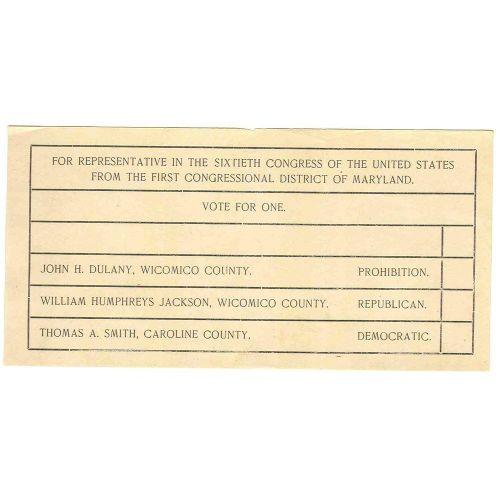 FOR REPRESENTATIVE IN THE SIXTIETH CONGRESS OF THE UNITED STATES
FROM THE FIRST CONGRESSIONAL DISTRICT OF MARYLAND.
VOTE FOR ONE.
JOHN H. DULANY, WICOMICO COUNTY. PROHIBITION.
WILLIAM HUMPHREYS JACKSON, WICOMICO COUNTY. REPUBLICAN.
THOMAS A. SMITH, CAROLINE COUNTY. DEMOCRATIC.